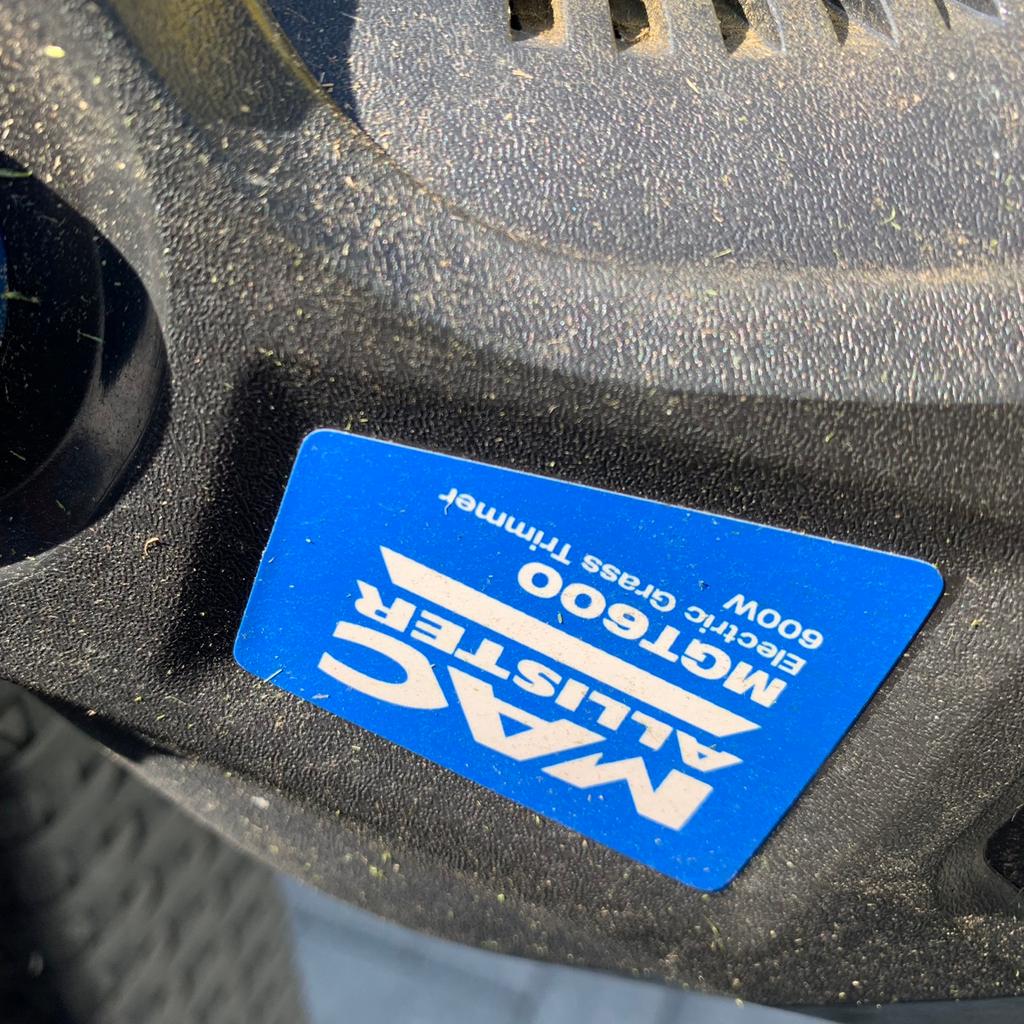 MAC
ALLISTER
MGT600
Electric Grass Trimmer
600W